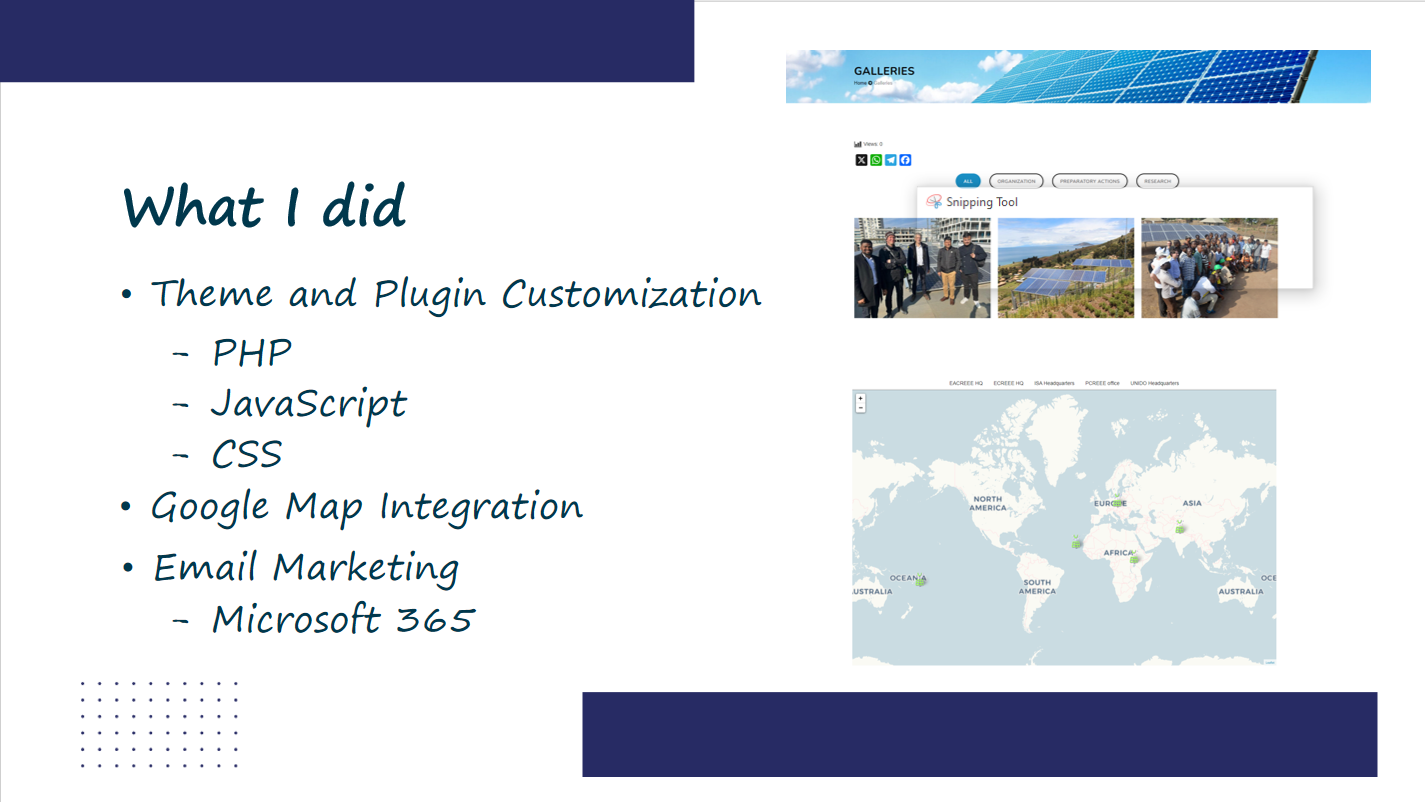 What I did
• Theme and Plugin Customization
- PHP
- JavaScript
- CSS
• Google Map Integration
• Email Marketing
- Microsoft 365
GALLERIES
Home Galleries
Views 0
ALL ORGANIZATION PREPARATORY ACTIONS RESEARCH
Snipping Tool
EACREEE HQ ECREEE HQ ISA Headquarters PCREEE office UNIDO Headquarters
+
−
NORTH
AMERICA
EUROPE
ASIA
AFRICA
OCEANIA
SOUTH
AMERICA
OCE
USTRALIA
AUSTRALIA